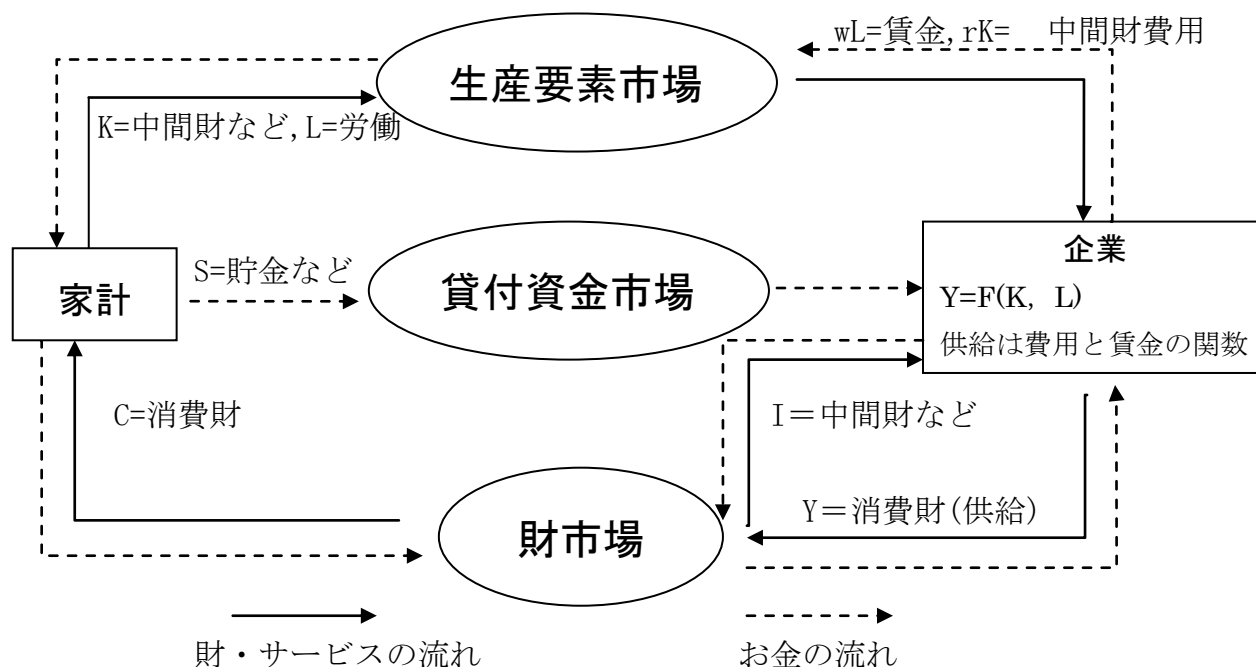 wL=賃金,rK= 中間財費用
生産要素市場
K=中間財など,L=労働
企業
S=貯金など
貸付資金市場
家計
Y=F(K, L)
供給は費用と賃金の関数
C=消費財
I＝中間財など
Y＝消費財(供給)
財市場
財・サービスの流れ
お金の流れ